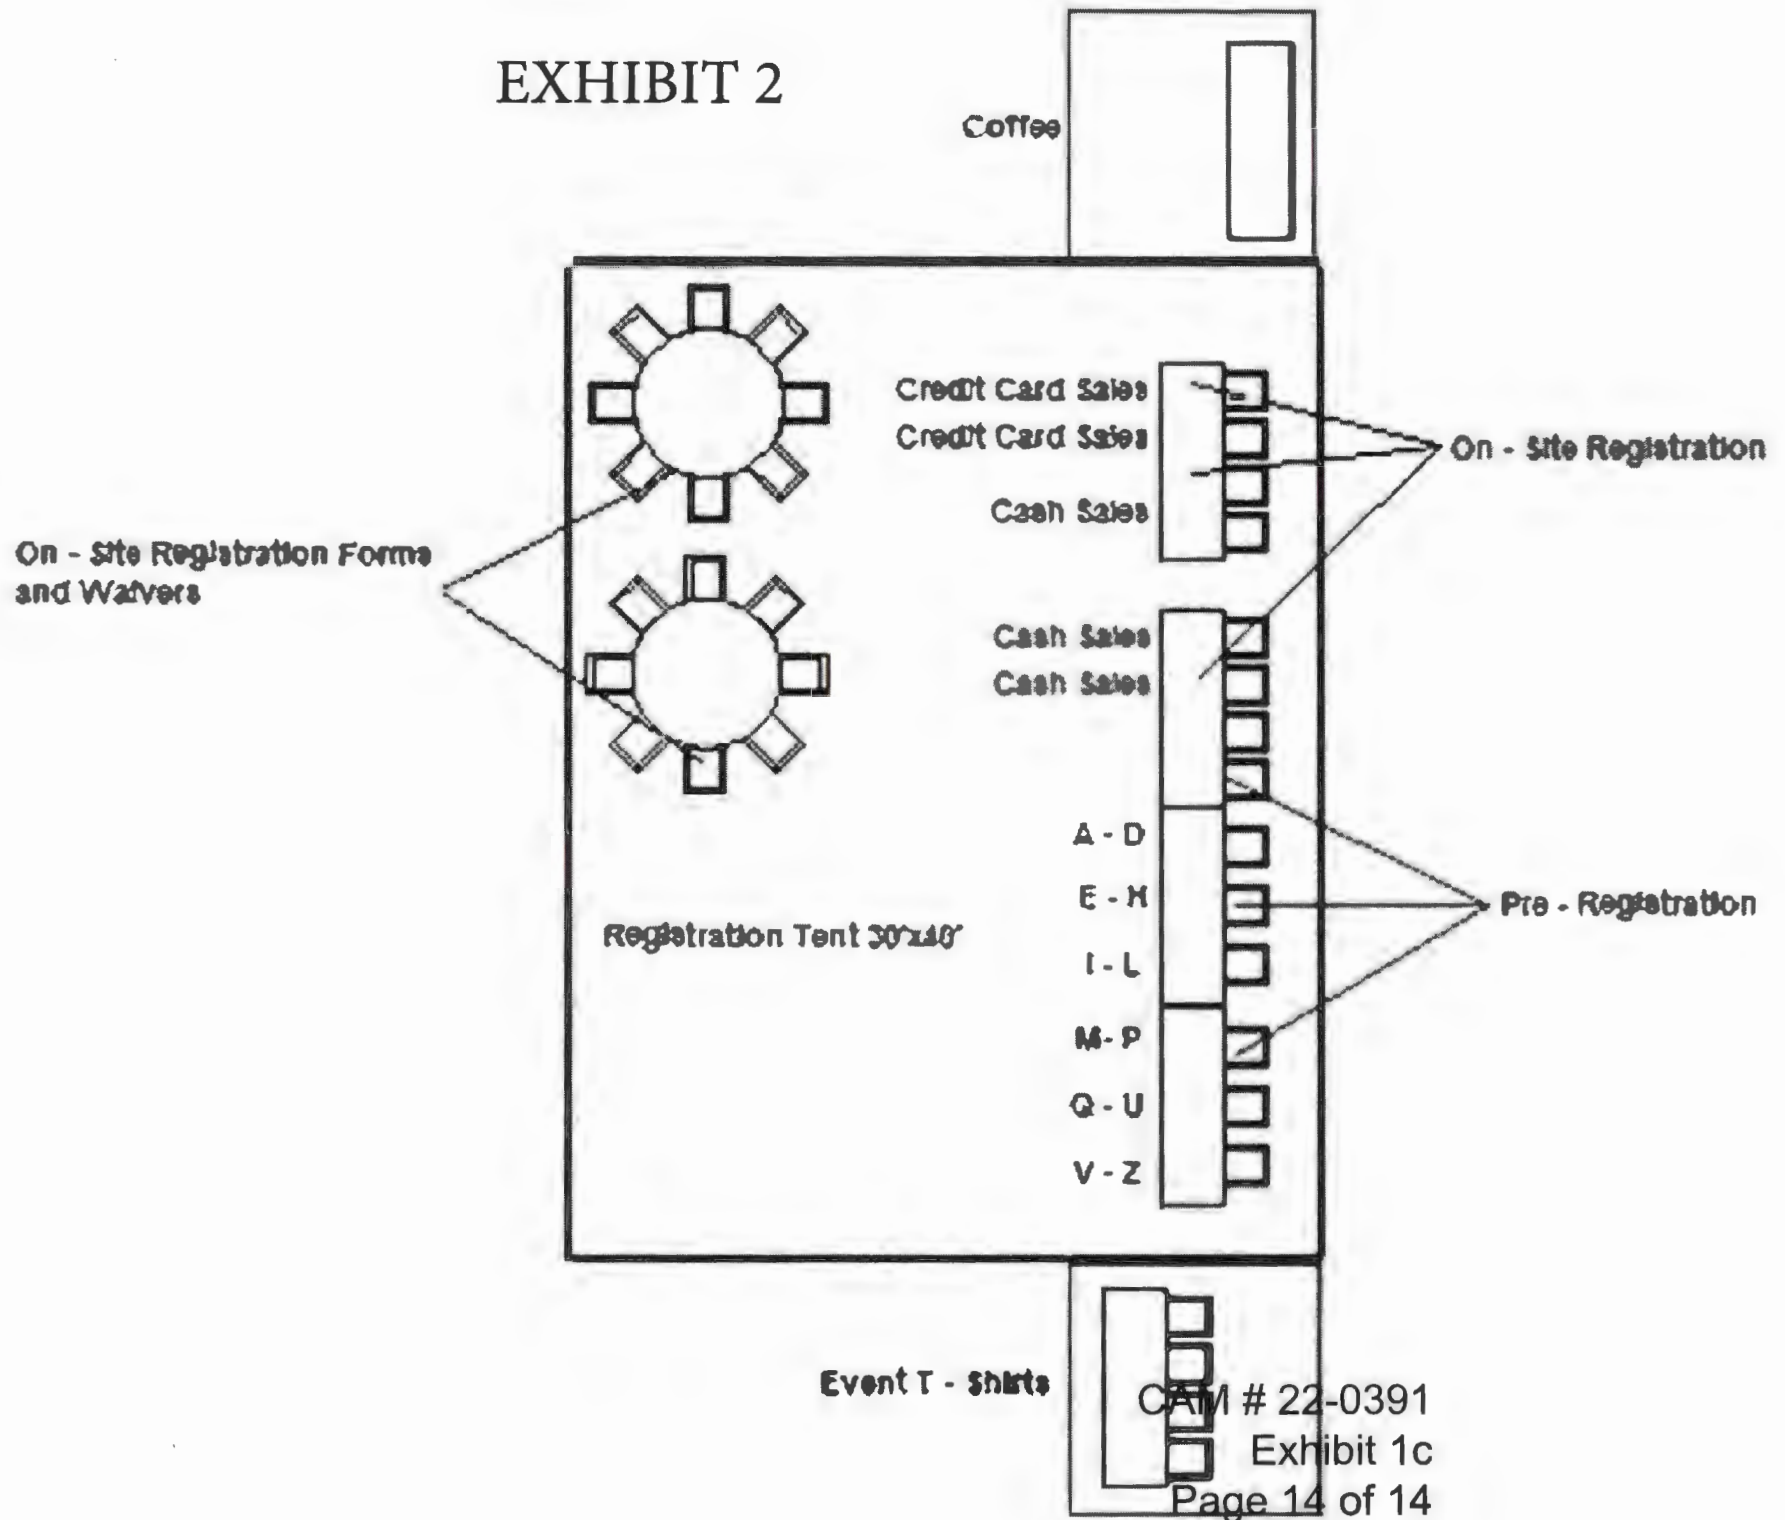 EXHIBIT 2
Coffee
Credit Card Sales
Credit Card Sales
On - Site Registration
Cash Sales
On - Site Registration Forms
and Waivers
Cash Sales
Cash Sales
A - D
E - H
Pre - Registration
Registration Tent 30'x40'
I - L
M - P
Q - U
V - Z
Event T - Shirts
CAM # 22-0391
Exhibit 1c
Page 14 of 14